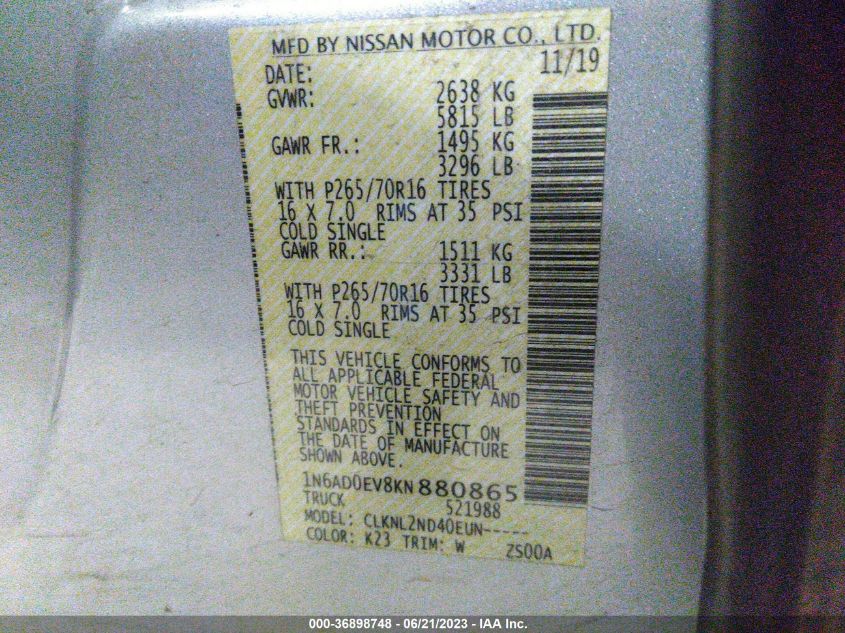 MFD BY NISSAN MOTOR CO., LTD.
DATE: 11/19
GVWR: 2638 KG
5815 LB
GAWR FR.: 1495 KG
3296 LB
WITH P265/70R16 TIRES
16 X 7.0 RIMS AT 35 PSI
COLD SINGLE
GAWR RR.: 1511 KG
3331 LB
WITH P265/70R16 TIRES
16 X 7.0 RIMS AT 35 PSI
COLD SINGLE
THIS VEHICLE CONFORMS TO
ALL APPLICABLE FEDERAL
MOTOR VEHICLE SAFETY AND
THEFT PREVENTION
STANDARDS IN EFFECT ON
THE DATE OF MANUFACTURE
SHOWN ABOVE.
1N6AD0EV8KN880865
TRUCK 521988
MODEL: CLKNL2ND40EUN-----
COLOR: K23 TRIM: W ZS00A
000-36898748 - 06/21/2023 - IAA Inc.